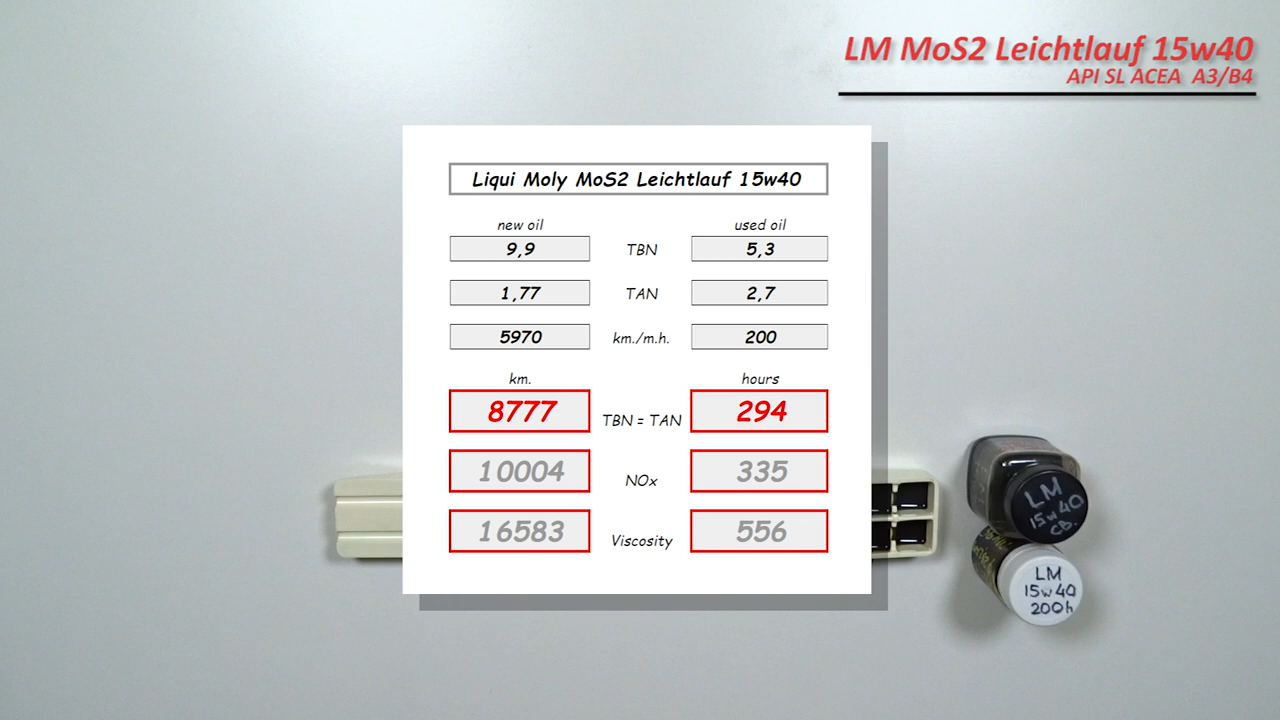 LM MoS2 Leichtlauf 15w40
API SL ACEA A3/B4
Liqui Moly MoS2 Leichtlauf 15w40
new oil used oil
9,9 TBN 5,3
1,77 TAN 2,7
5970 km./m.h. 200
km. hours
8777 TBN = TAN 294
10004 NOx 335
16583 Viscosity 556
LM
15w40
CB.
LM
15w40
200h